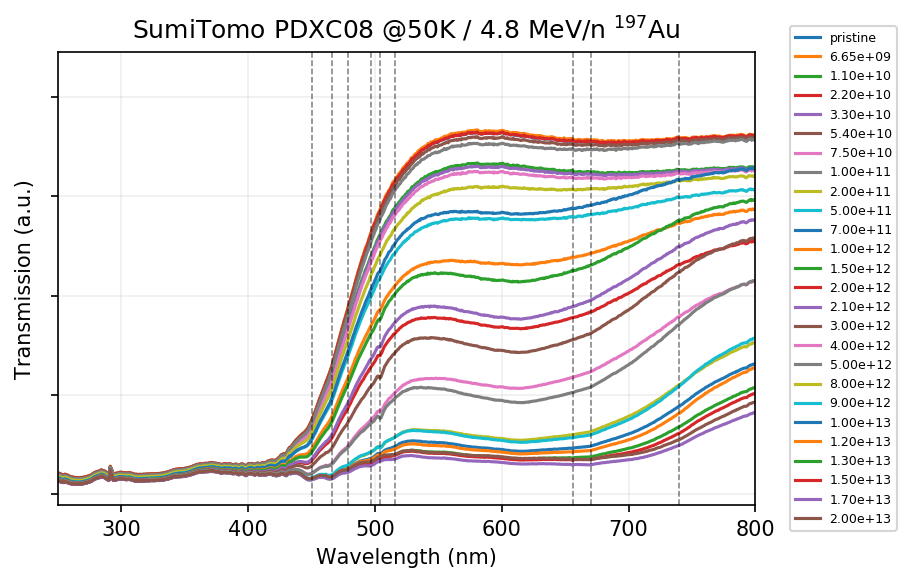 SumiTomo PDXC08 @50K / 4.8 MeV/n ¹⁹⁷Au
Transmission (a.u.)
300 400 500 600 700 800
Wavelength (nm)
pristine
6.65e+09
1.10e+10
2.20e+10
3.30e+10
5.40e+10
7.50e+10
1.00e+11
2.00e+11
5.00e+11
7.00e+11
1.00e+12
1.50e+12
2.00e+12
2.10e+12
3.00e+12
4.00e+12
5.00e+12
8.00e+12
9.00e+12
1.00e+13
1.20e+13
1.30e+13
1.50e+13
1.70e+13
2.00e+13